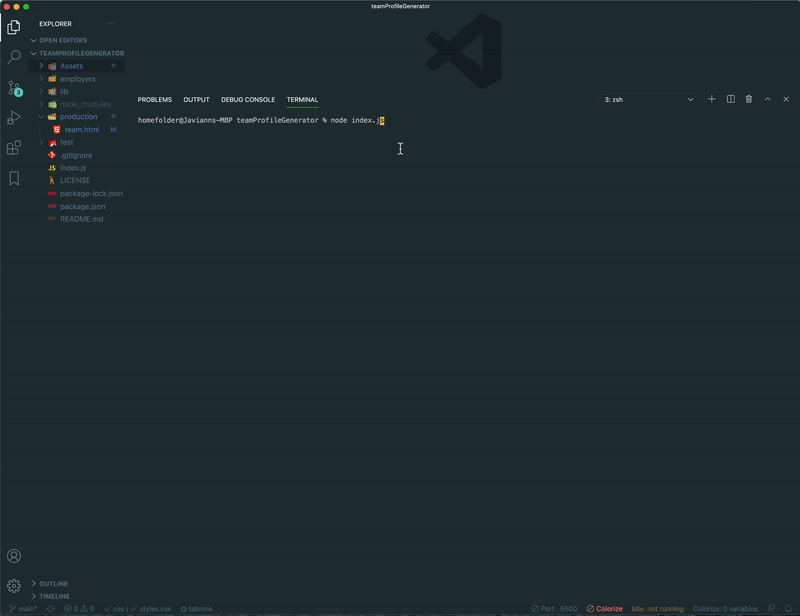 teamProfileGenerator
EXPLORER
OPEN EDITORS
TEAMPROFILEGENERATOR
Assets
employers
lib
node_modules
production
team.html M
test
.gitignore
JS index.js
LICENSE
package-lock.json
package.json
README.md
3
PROBLEMS OUTPUT DEBUG CONSOLE TERMINAL 3: zsh
homefolder@Javianns-MBP teamProfileGenerator % node index.js
OUTLINE
TIMELINE
main* 0 0 css | styles.css tabnine Port : 5500 Colorize kite: not running Colorize: 0 variables